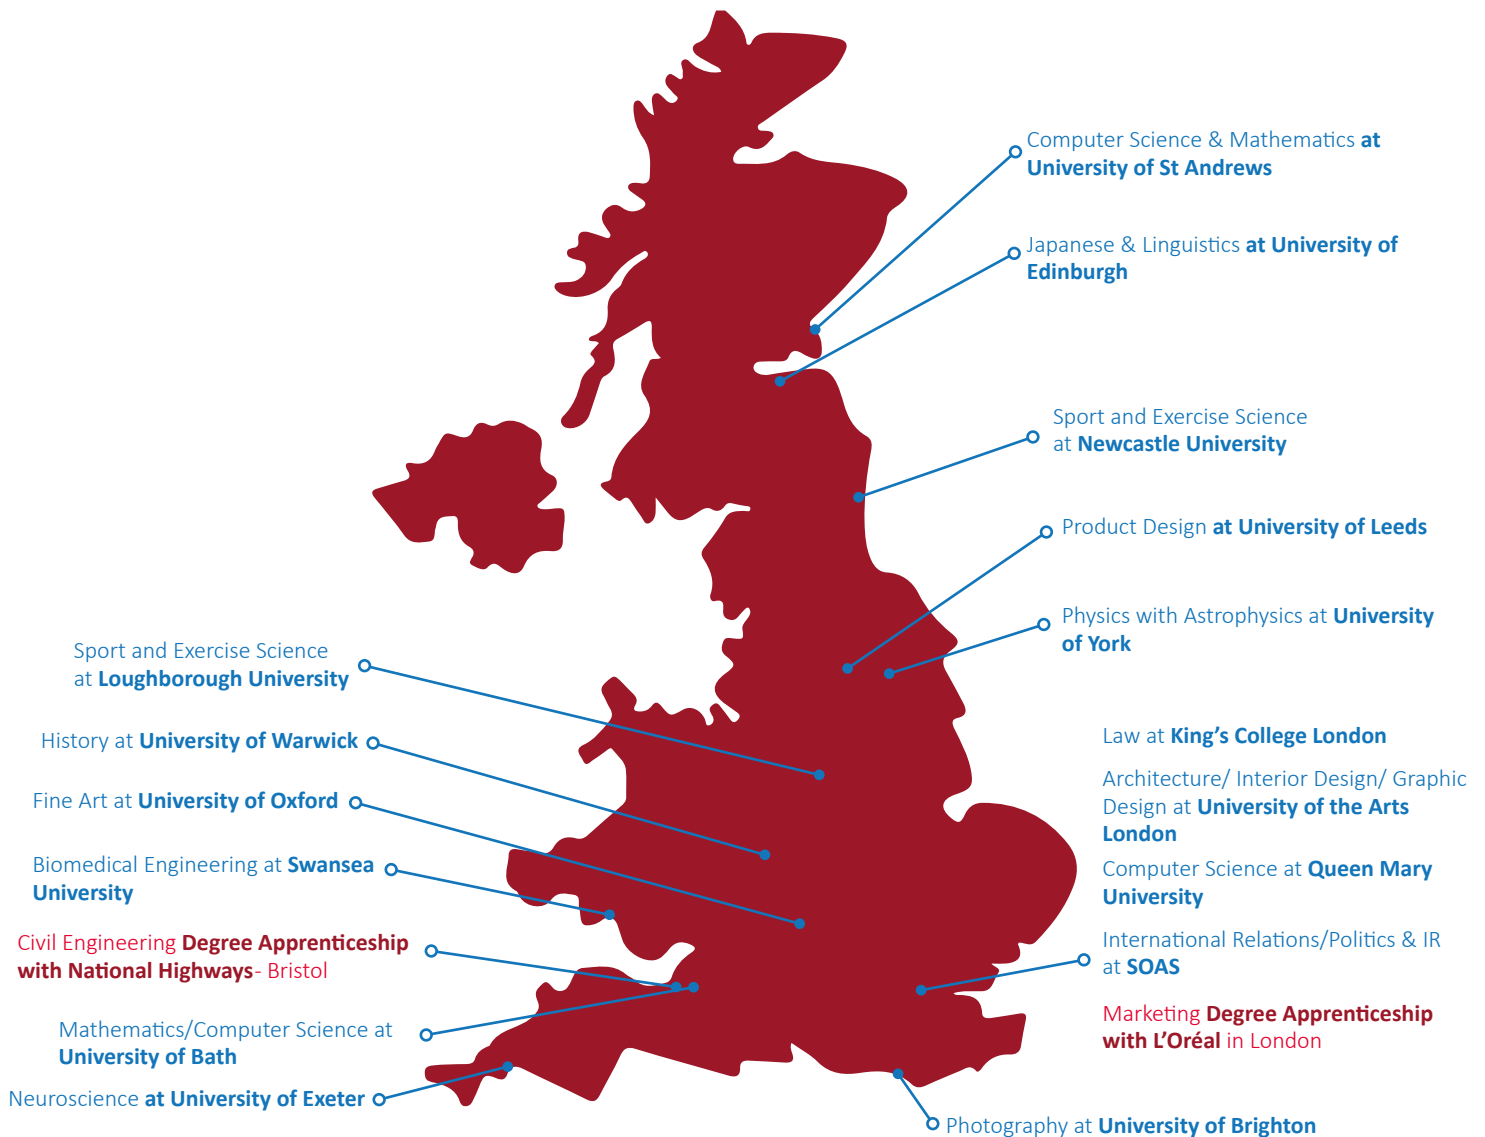 Computer Science & Mathematics at
University of St Andrews
Japanese & Linguistics at University of
Edinburgh
Sport and Exercise Science
at Newcastle University
Product Design at University of Leeds
Physics with Astrophysics at University
of York
Sport and Exercise Science
at Loughborough University
History at University of Warwick
Fine Art at University of Oxford
Biomedical Engineering at Swansea
University
Civil Engineering Degree Apprenticeship
with National Highways- Bristol
Mathematics/Computer Science at
University of Bath
Neuroscience at University of Exeter
Law at King's College London
Architecture/ Interior Design/ Graphic
Design at University of the Arts
London
Computer Science at Queen Mary
University
International Relations/Politics & IR
at SOAS
Marketing Degree Apprenticeship
with L'Oréal in London
Photography at University of Brighton